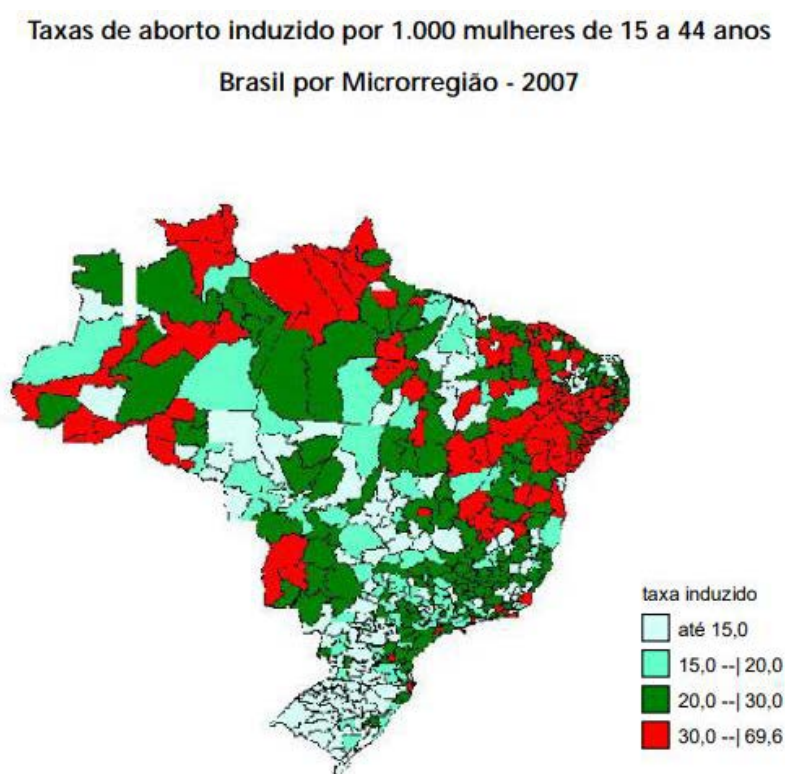 Taxas de aborto induzido por 1.000 mulheres de 15 a 44 anos
Brasil por Microrregião - 2007
taxa induzido
até 15,0
15,0 --| 20,0
20,0 --| 30,0
30,0 --| 69,6